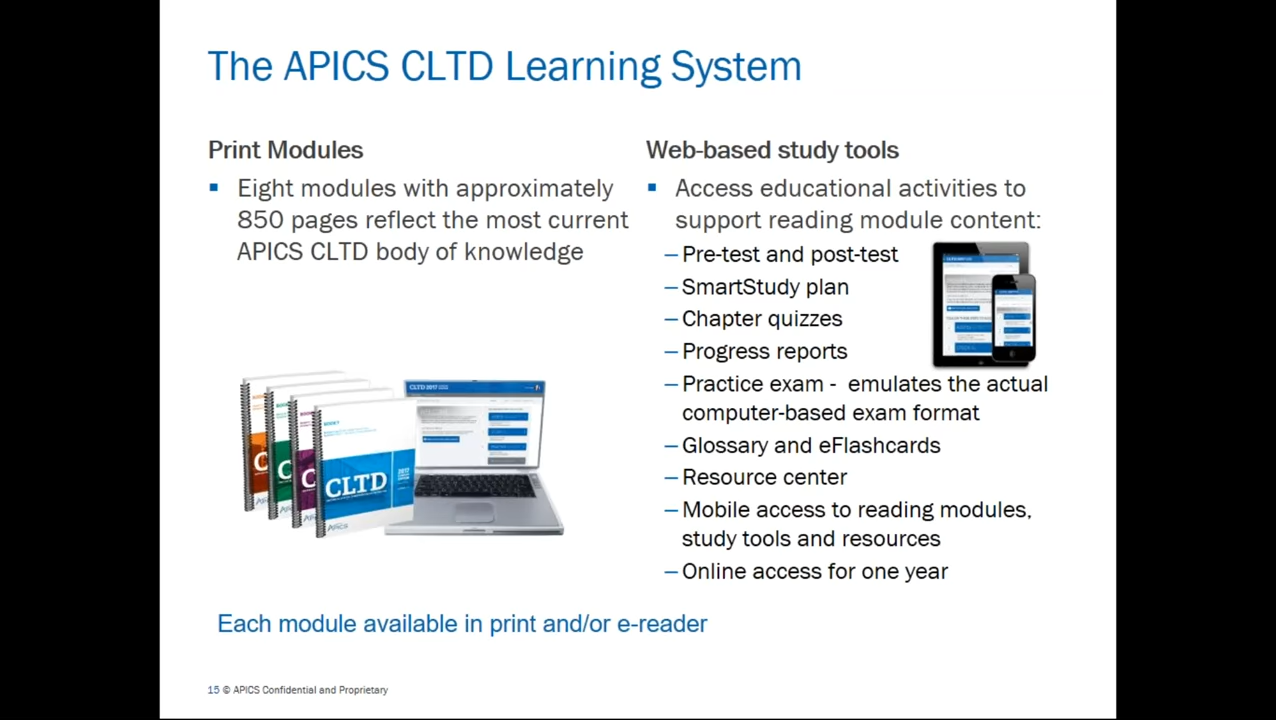 The APICS CLTD Learning System
Print Modules
▪ Eight modules with approximately
850 pages reflect the most current
APICS CLTD body of knowledge
Web-based study tools
▪ Access educational activities to
support reading module content:
–Pre-test and post-test
–SmartStudy plan
–Chapter quizzes
–Progress reports
–Practice exam - emulates the actual
computer-based exam format
–Glossary and eFlashcards
–Resource center
–Mobile access to reading modules,
study tools and resources
–Online access for one year
CLTD 2017
CLTD
2017
APICS
Each module available in print and/or e-reader
15 © APICS Confidential and Proprietary